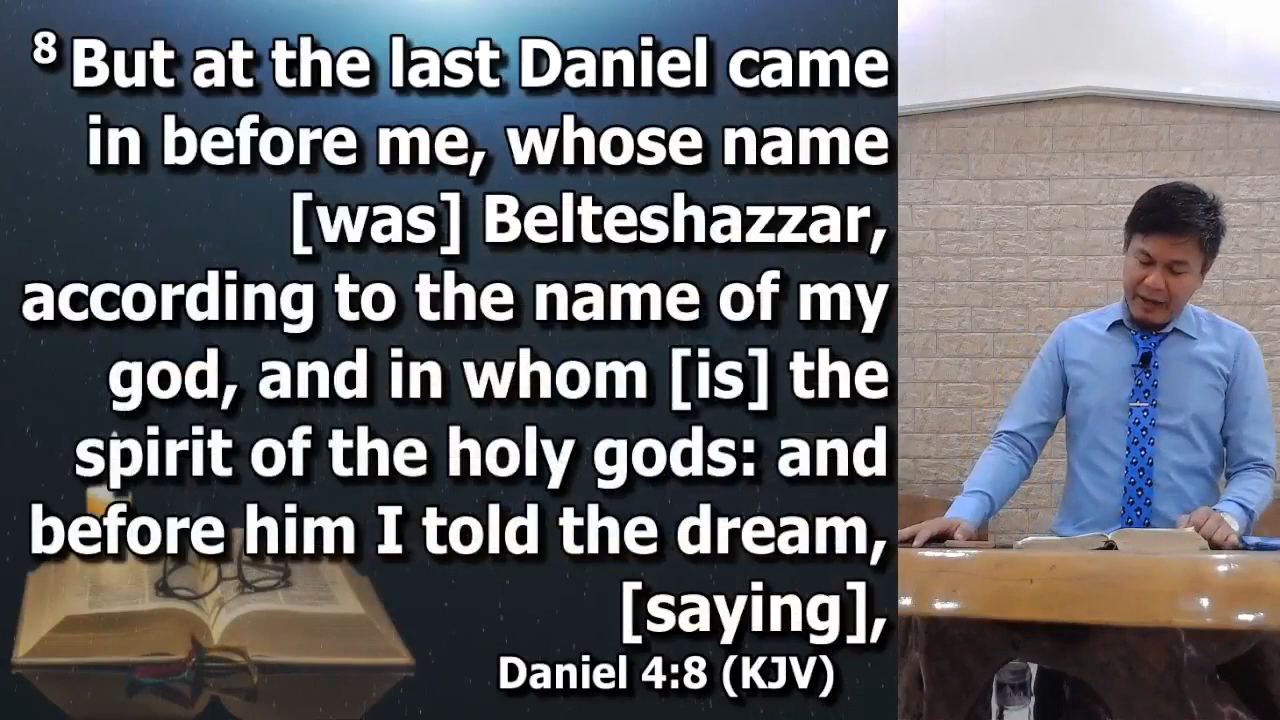 8 But at the last Daniel came
in before me, whose name
[was] Belteshazzar,
according to the name of my
god, and in whom [is] the
spirit of the holy gods: and
before him I told the dream,
[saying],
Daniel 4:8 (KJV)